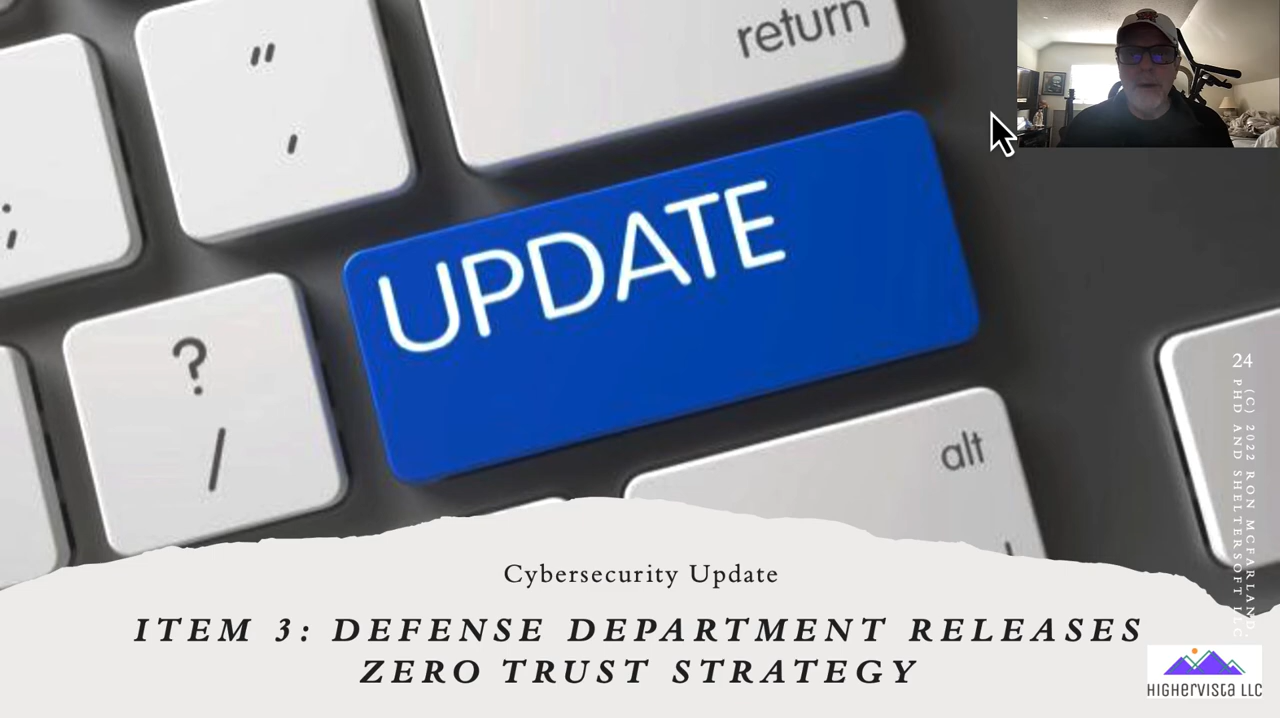 "
'
return
;
UPDATE
?
/
alt
24
(C) 2022 RON MCFARLAND,
PHD AND SHELTERSOFT LLC
Cybersecurity Update
ITEM 3: DEFENSE DEPARTMENT RELEASES
ZERO TRUST STRATEGY
HIGHERVISTA LLC